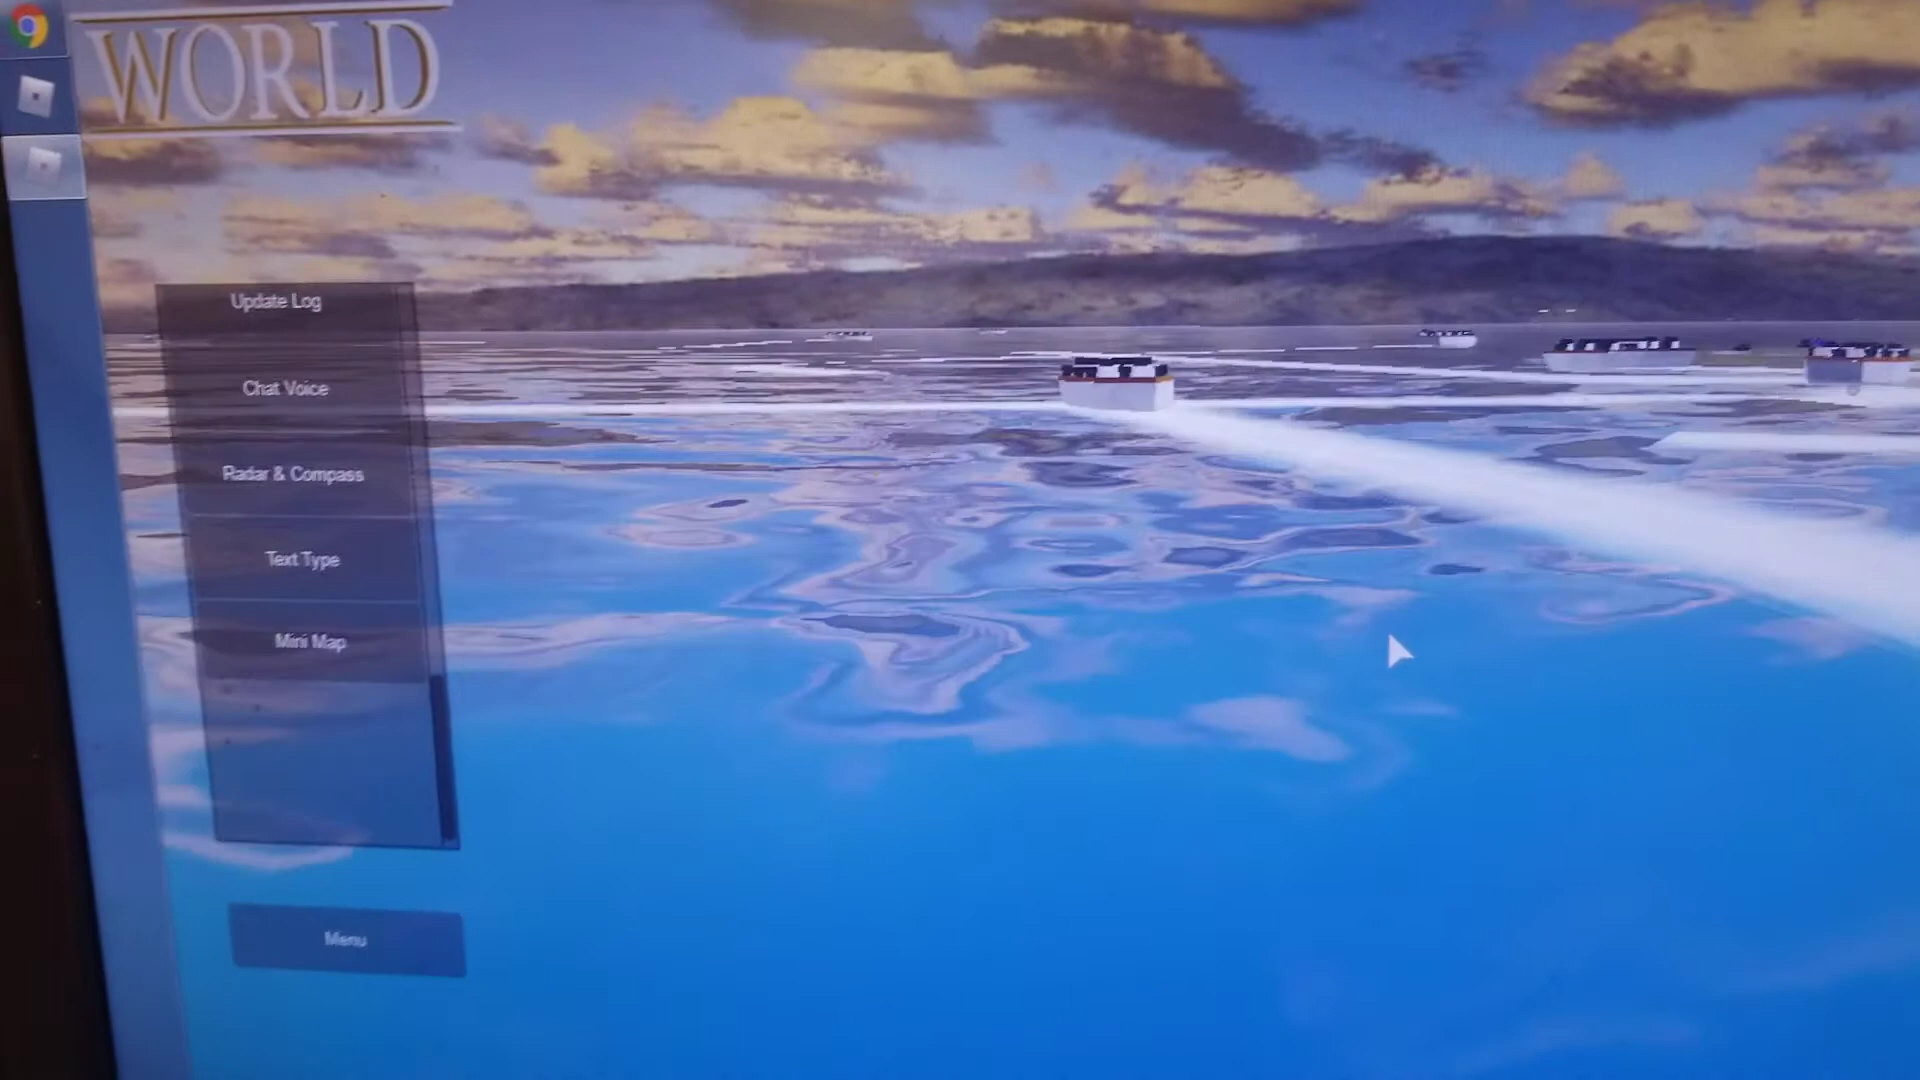 WORLD
Update Log
Chat Voice
Radar & Compass
Text Type
Mini Map
Menu